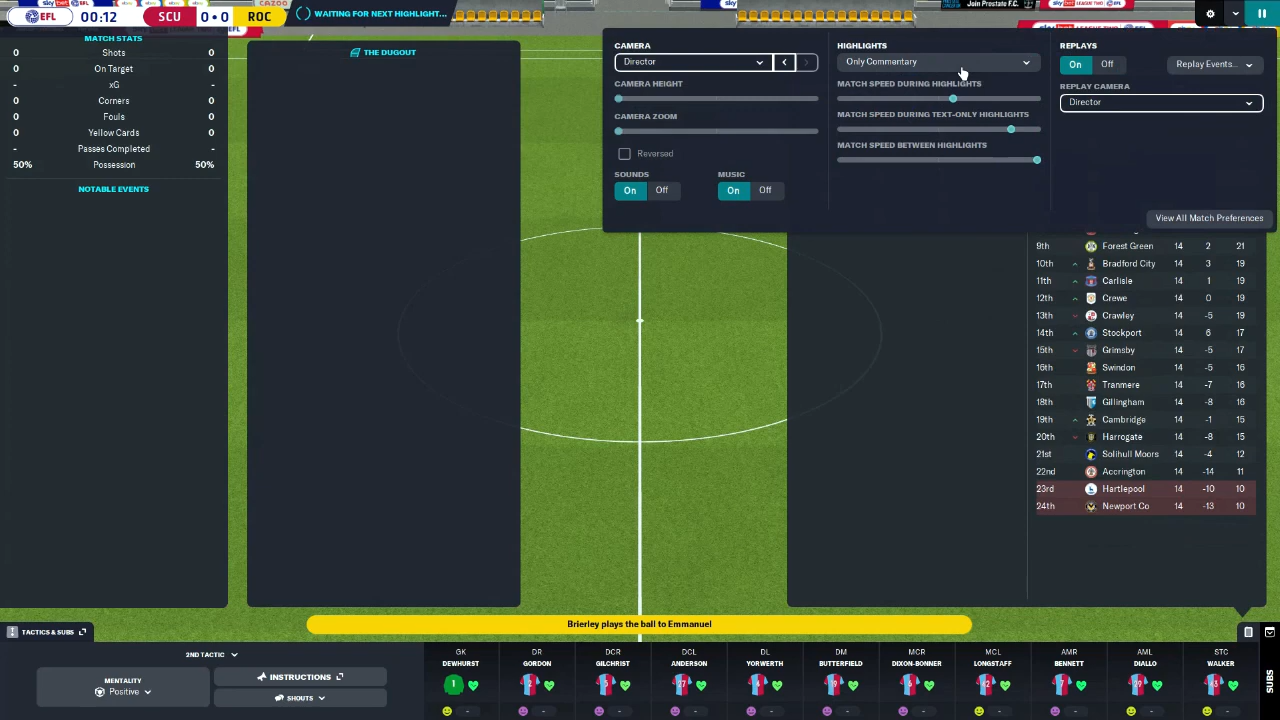 EFL 00:12 SCU 0 - 0 ROC WAITING FOR NEXT HIGHLIGHT...
sky bet
CAZOO
sky
Join Prostate F.C.
MATCH STATS
0 Shots 0
0 On Target 0
- xG -
0 Corners 0
0 Fouls 0
0 Yellow Cards 0
- Passes Completed -
50% Possession 50%
NOTABLE EVENTS
THE DUGOUT
CAMERA
Director
CAMERA HEIGHT
CAMERA ZOOM
Reversed
SOUNDS
On Off
MUSIC
On Off
HIGHLIGHTS
Only Commentary
MATCH SPEED DURING HIGHLIGHTS
MATCH SPEED DURING TEXT-ONLY HIGHLIGHTS
MATCH SPEED BETWEEN HIGHLIGHTS
REPLAYS
On Off Replay Events...
REPLAY CAMERA
Director
View All Match Preferences
9th Forest Green 14 2 21
10th Bradford City 14 3 19
11th Carlisle 14 1 19
12th Crewe 14 0 19
13th Crawley 14 -5 19
14th Stockport 14 6 17
15th Grimsby 14 -5 17
16th Swindon 14 -5 16
17th Tranmere 14 -7 16
18th Gillingham 14 -8 16
19th Cambridge 14 -1 15
20th Harrogate 14 -8 15
21st Solihull Moors 14 -4 12
22nd Accrington 14 -14 11
23rd Hartlepool 14 -10 10
24th Newport Co 14 -13 10
Brierley plays the ball to Emmanuel
TACTICS & SUBS
2ND TACTIC
MENTALITY
Positive
INSTRUCTIONS
SHOUTS
GK DR DCR DCL DL DM MCR MCL AMR AML STC
DEWHURST GORDON GILCHRIST ANDERSON YORWERTH BUTTERFIELD DIXON-BONNER LONGSTAFF BENNETT DIALLO WALKER
1
- - - - - - - - - - -
SUBS